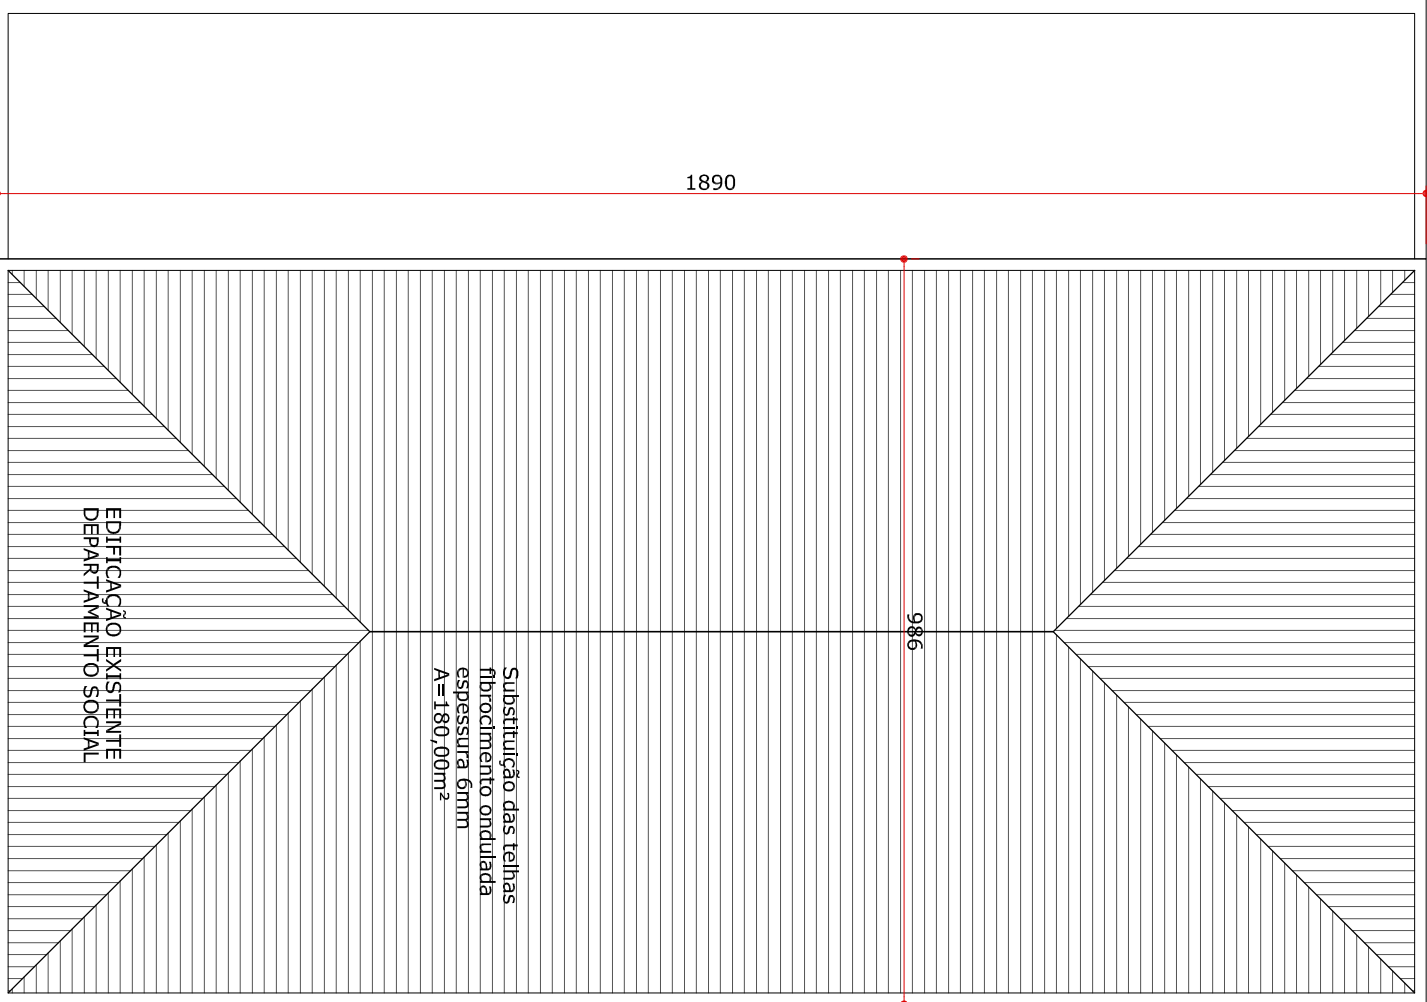 1890
986
EDIFICAÇÃO EXISTENTE
DEPARTAMENTO SOCIAL
Substituição das telhas
fibrocimento ondulada
espessura 6mm
A=180,00m²